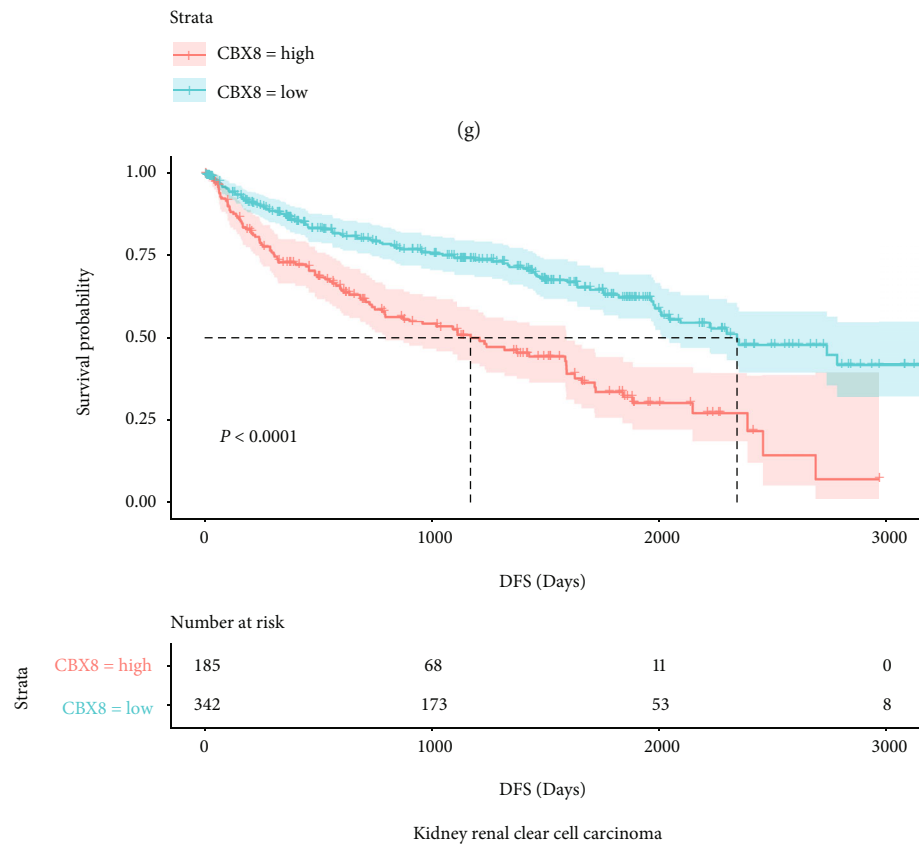 Strata
CBX8 = high
CBX8 = low
(g)
1.00
0.75
0.50
0.25
0.00
Survival probability
P < 0.0001
0 1000 2000 3000
DFS (Days)
Number at risk
Strata
CBX8 = high 185 68 11 0
CBX8 = low 342 173 53 8
0 1000 2000 3000
DFS (Days)
Kidney renal clear cell carcinoma